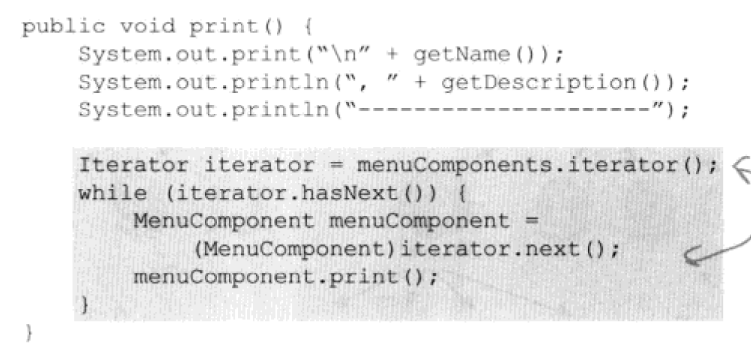 public void print() {
    System.out.print("\n" + getName());
    System.out.println(", " + getDescription());
    System.out.println("---------------------");

    Iterator iterator = menuComponents.iterator();
    while (iterator.hasNext()) {
        MenuComponent menuComponent =
            (MenuComponent)iterator.next();
        menuComponent.print();
    }
}